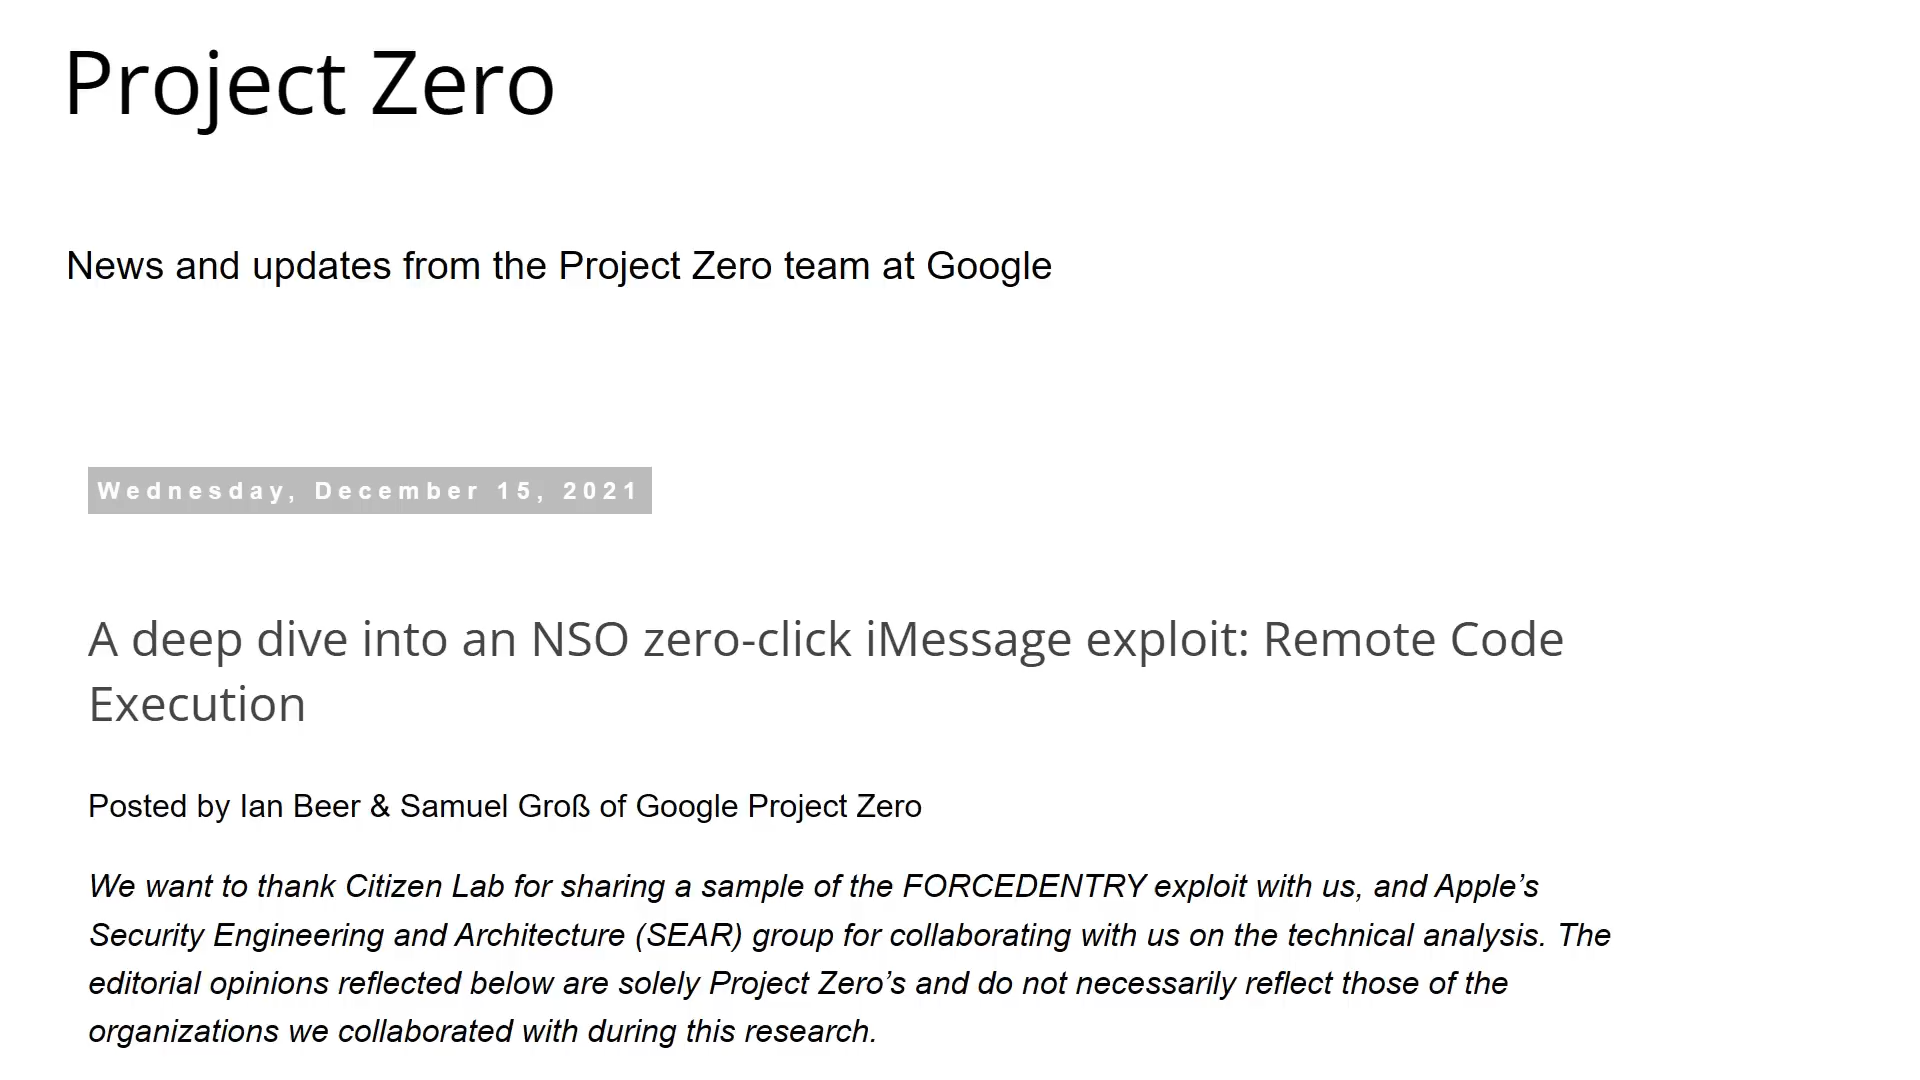 Project Zero
News and updates from the Project Zero team at Google
Wednesday, December 15, 2021
A deep dive into an NSO zero-click iMessage exploit: Remote Code
Execution
Posted by Ian Beer & Samuel Groß of Google Project Zero
We want to thank Citizen Lab for sharing a sample of the FORCEDENTRY exploit with us, and Apple’s
Security Engineering and Architecture (SEAR) group for collaborating with us on the technical analysis. The
editorial opinions reflected below are solely Project Zero’s and do not necessarily reflect those of the
organizations we collaborated with during this research.